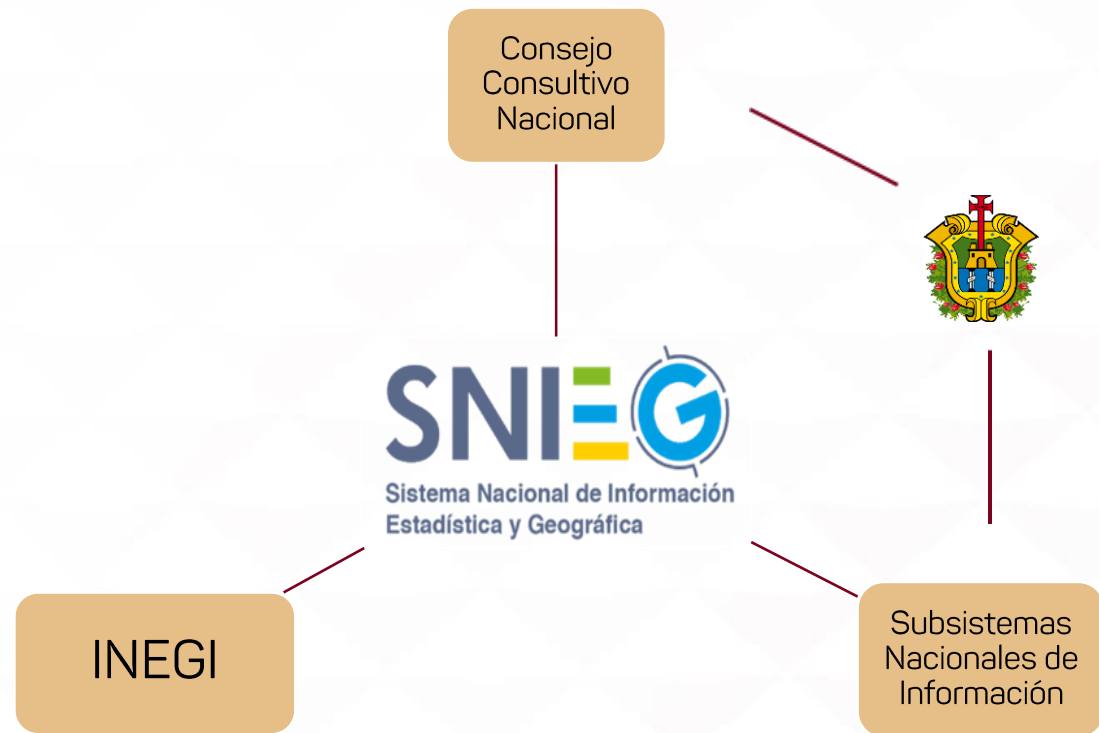 Consejo
Consultivo
Nacional
SNIEG
Sistema Nacional de Información
Estadística y Geográfica
INEGI
Subsistemas
Nacionales de
Información